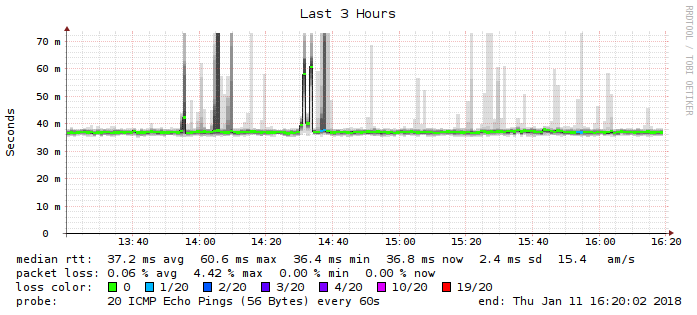 Last 3 Hours
RRDTOOL / TOBI OETIKER
Seconds
70 m
60 m
50 m
40 m
30 m
20 m
10 m
0
13:40 14:00 14:20 14:40 15:00 15:20 15:40 16:00 16:20
median rtt: 37.2 ms avg 60.6 ms max 36.4 ms min 36.8 ms now 2.4 ms sd 15.4 am/s
packet loss: 0.06 % avg 4.42 % max 0.00 % min 0.00 % now
loss color: 0 1/20 2/20 3/20 4/20 10/20 19/20
probe: 20 ICMP Echo Pings (56 Bytes) every 60s end: Thu Jan 11 16:20:02 2018